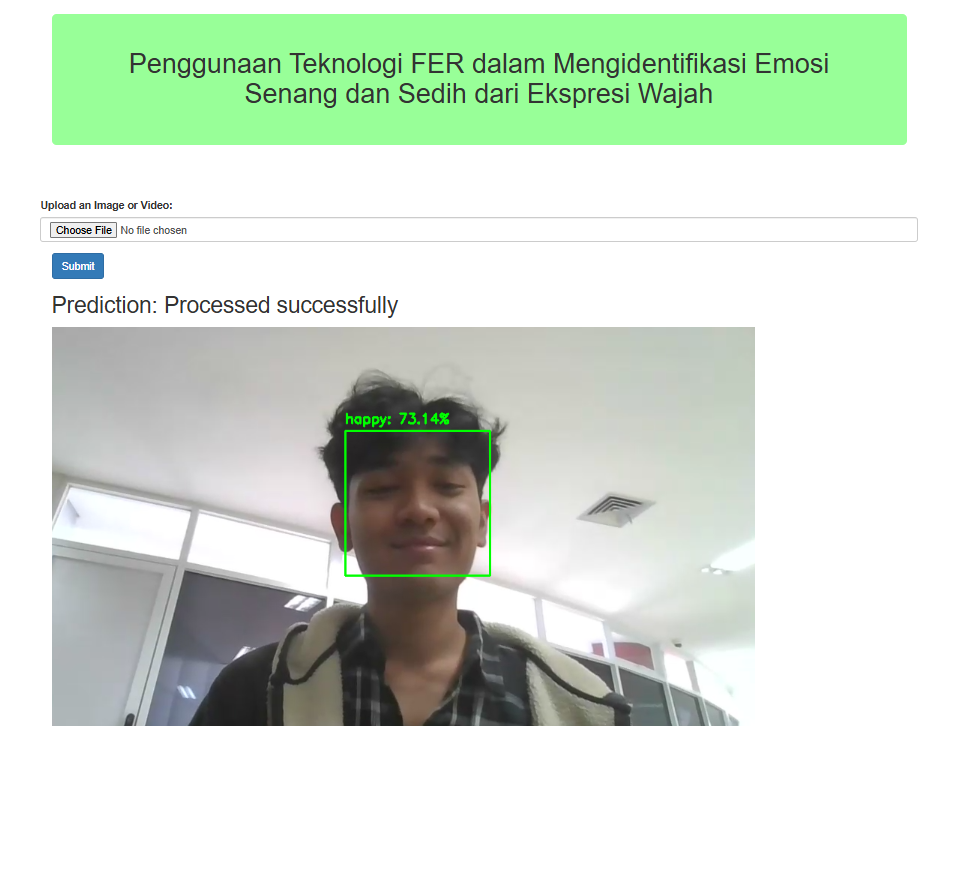 Penggunaan Teknologi FER dalam Mengidentifikasi Emosi
Senang dan Sedih dari Ekspresi Wajah
Upload an Image or Video:
Choose File No file chosen
Submit
Prediction: Processed successfully
happy: 73.14%